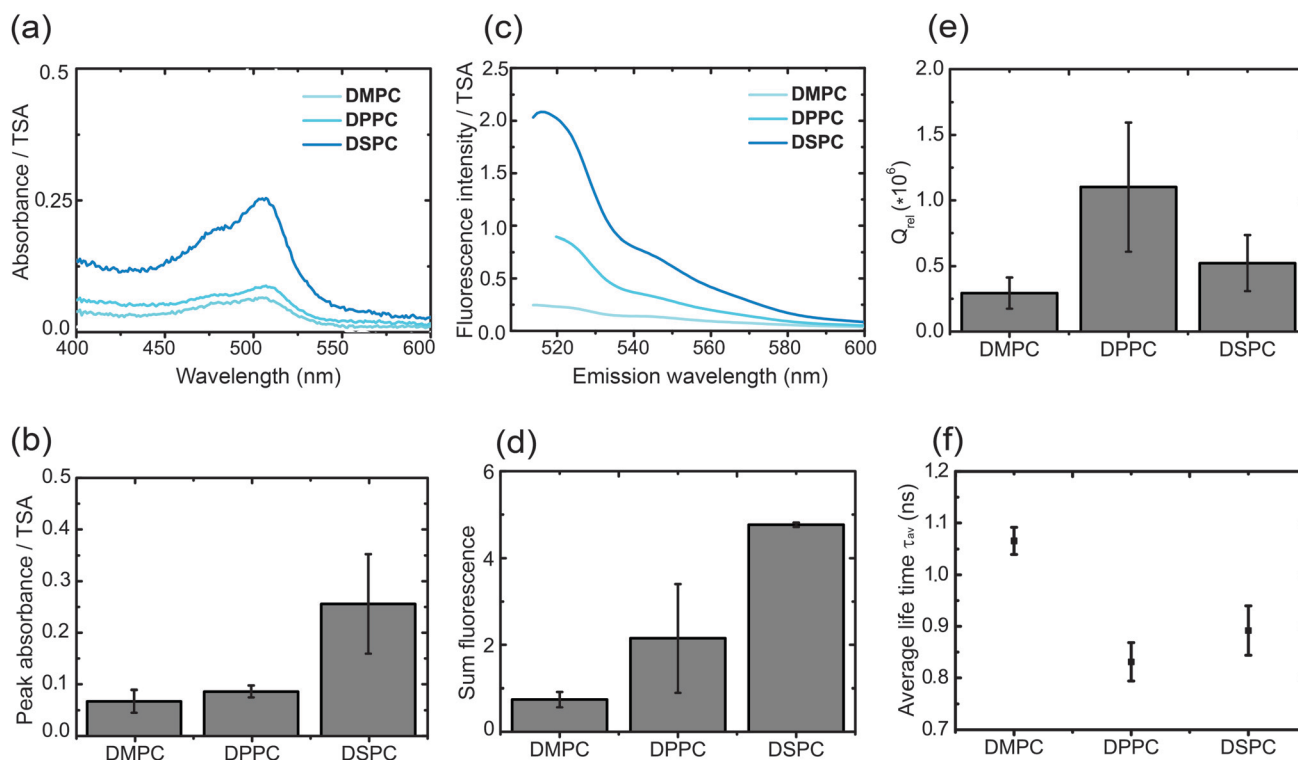 (a)
0.5
DMPC
DPPC
DSPC
0.25
0.0
400 450 500 550 600
Absorbance / TSA
Wavelength (nm)
(c)
2.5
2.0
1.5
1.0
0.5
0.0
DMPC
DPPC
DSPC
520 540 560 580 600
Fluorescence intensity / TSA
Emission wavelength (nm)
(e)
2.0
1.5
1.0
0.5
0.0
Qrel (*10⁶)
DMPC DPPC DSPC
(b)
0.5
0.4
0.3
0.2
0.1
0.0
Peak absorbance / TSA
DMPC DPPC DSPC
(d)
6
4
2
0
Sum fluorescence
DMPC DPPC DSPC
(f)
1.2
1.1
1.0
0.9
0.8
0.7
Average life time τav (ns)
DMPC DPPC DSPC